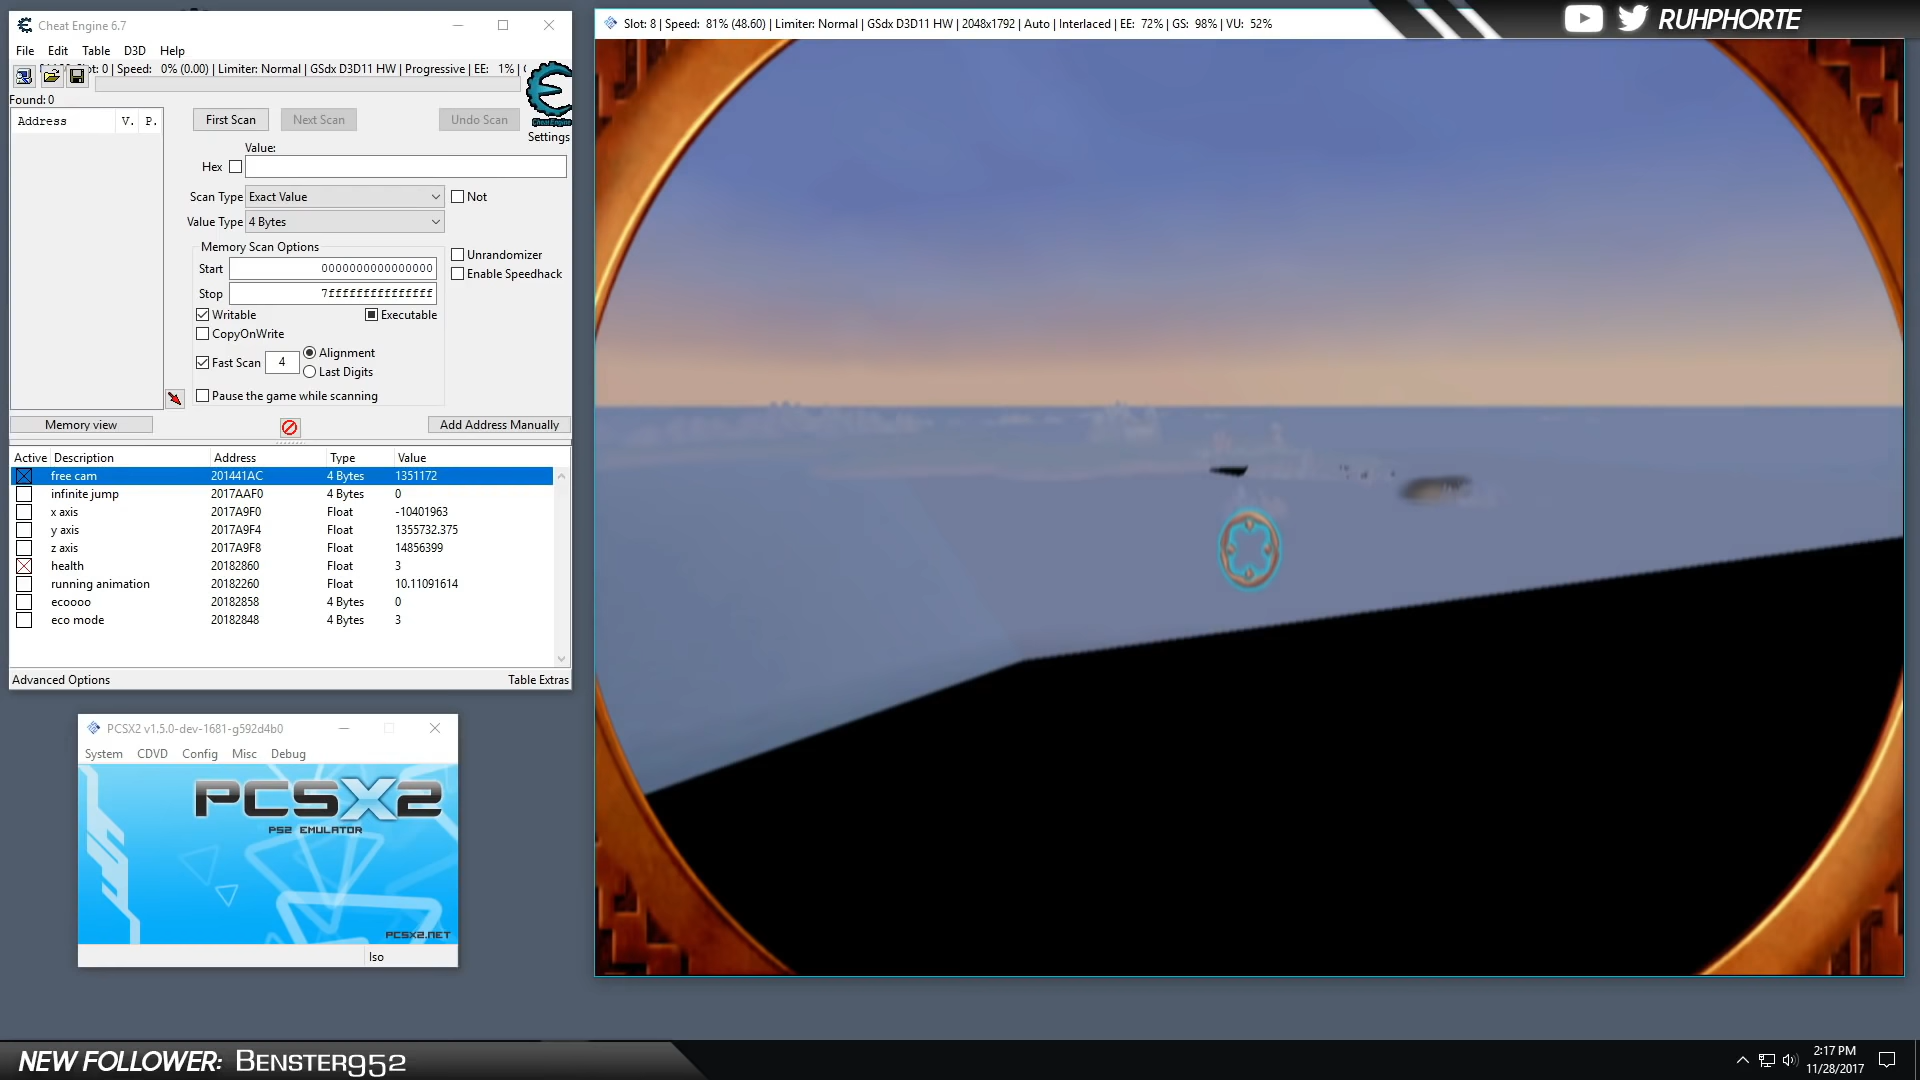 Cheat Engine 6.7
File Edit Table D3D Help
Slot: 0 | Speed: 0% (0.00) | Limiter: Normal | GSdx D3D11 HW | Progressive | EE: 1% |
Found: 0
Address V. P.
First Scan Next Scan Undo Scan
Cheat Engine
Settings
Value:
Hex
Scan Type Exact Value Not
Value Type 4 Bytes
Memory Scan Options
Start 0000000000000000
Stop 7fffffffffffffff
Unrandomizer
Enable Speedhack
Writable Executable
CopyOnWrite
Fast Scan 4 Alignment
Last Digits
Pause the game while scanning
Memory view Add Address Manually
Active Description Address Type Value
free cam 201441AC 4 Bytes 1351172
infinite jump 2017AAF0 4 Bytes 0
x axis 2017A9F0 Float -10401963
y axis 2017A9F4 Float 1355732.375
z axis 2017A9F8 Float 14856399
health 20182860 Float 3
running animation 20182260 Float 10.11091614
ecoooo 20182858 4 Bytes 0
eco mode 20182848 4 Bytes 3
Advanced Options Table Extras
PCSX2 v1.5.0-dev-1681-g592d4b0
System CDVD Config Misc Debug
PCSX2
PS2 EMULATOR
PCSX2.NET
Iso
Slot: 8 | Speed: 81% (48.60) | Limiter: Normal | GSdx D3D11 HW | 2048x1792 | Auto | Interlaced | EE: 72% | GS: 98% | VU: 52%
RUHPHORTE
NEW FOLLOWER: BENSTER952
2:17 PM
11/28/2017